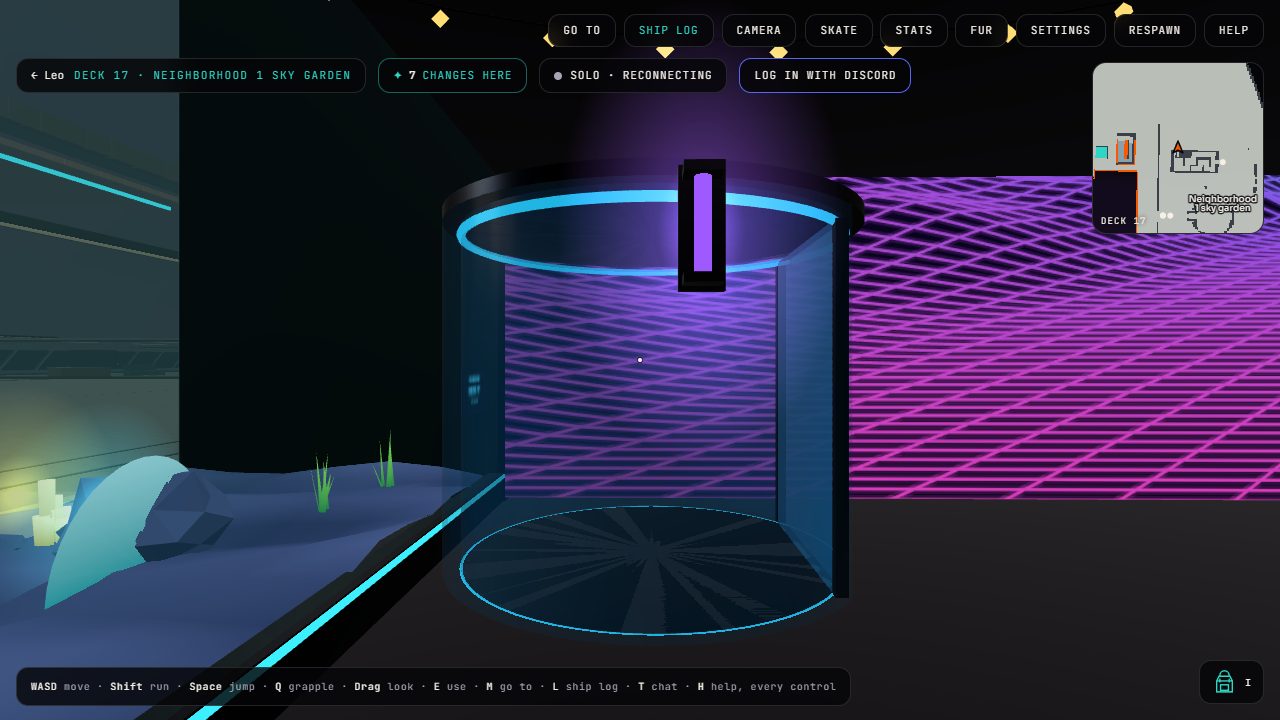 GO TO
SHIP LOG
CAMERA
SKATE
STATS
FUR
SETTINGS
RESPAWN
HELP
← Leo DECK 17 · NEIGHBORHOOD 1 SKY GARDEN
✦ 7 CHANGES HERE
SOLO · RECONNECTING
LOG IN WITH DISCORD
Neighborhood
1 sky garden
DECK 17
WASD move · Shift run · Space jump · Q grapple · Drag look · E use · M go to · L ship log · T chat · H help, every control
I